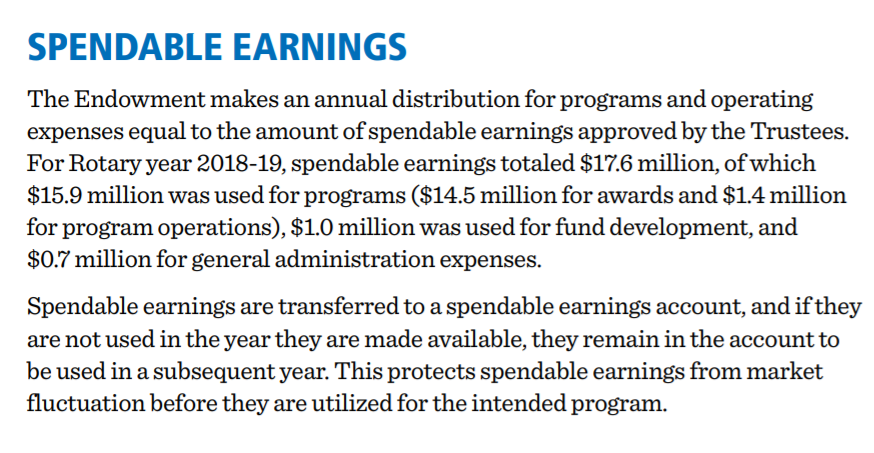 SPENDABLE EARNINGS
The Endowment makes an annual distribution for programs and operating
expenses equal to the amount of spendable earnings approved by the Trustees.
For Rotary year 2018-19, spendable earnings totaled $17.6 million, of which
$15.9 million was used for programs ($14.5 million for awards and $1.4 million
for program operations), $1.0 million was used for fund development, and
$0.7 million for general administration expenses.
Spendable earnings are transferred to a spendable earnings account, and if they
are not used in the year they are made available, they remain in the account to
be used in a subsequent year. This protects spendable earnings from market
fluctuation before they are utilized for the intended program.